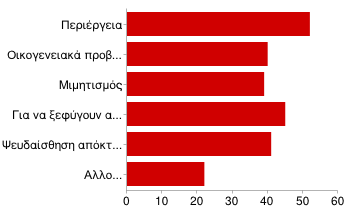 Περιέργεια
Οικογενειακά προβ...
Μιμητισμός
Για να ξεφύγουν α...
Ψευδαίσθηση απόκτ...
Αλλο...
0 10 20 30 40 50 60